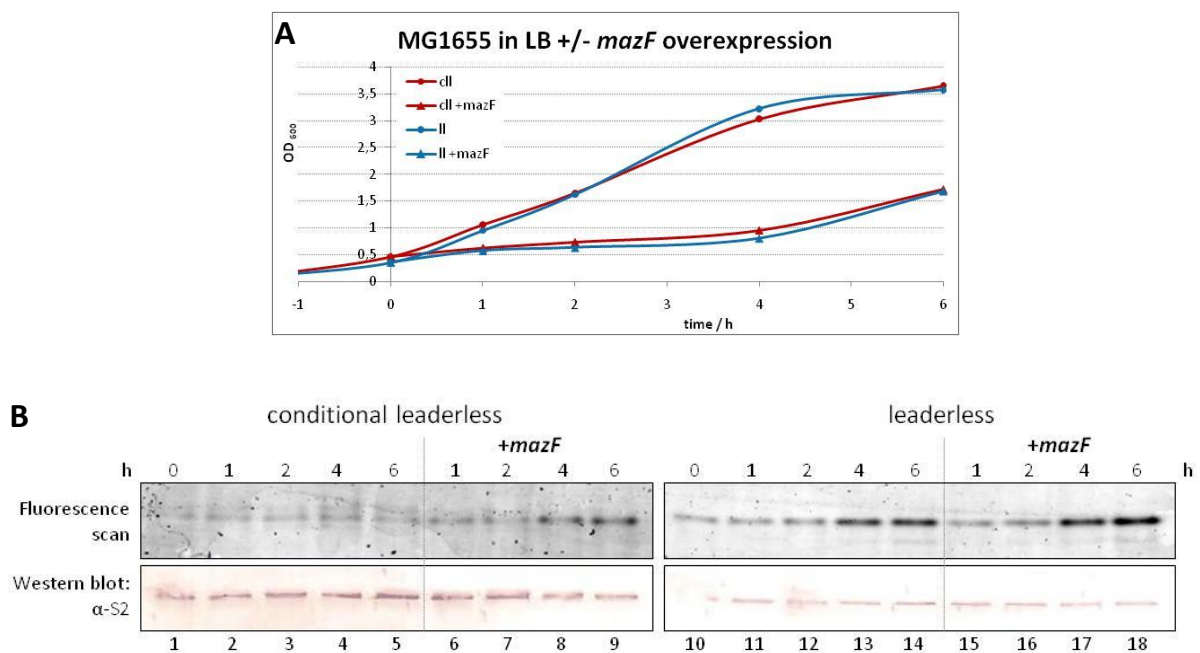 A
MG1655 in LB +/- mazF overexpression
4
3,5
3
2,5
2
1,5
1
0,5
0
OD 600
cll
cll +mazF
ll
ll +mazF
-1 0 1 2 3 4 5 6
time / h
B
conditional leaderless leaderless
+mazF +mazF
h 0 1 2 4 6 1 2 4 6 0 1 2 4 6 1 2 4 6 h
Fluorescence
scan
Western blot:
α-S2
1 2 3 4 5 6 7 8 9 10 11 12 13 14 15 16 17 18